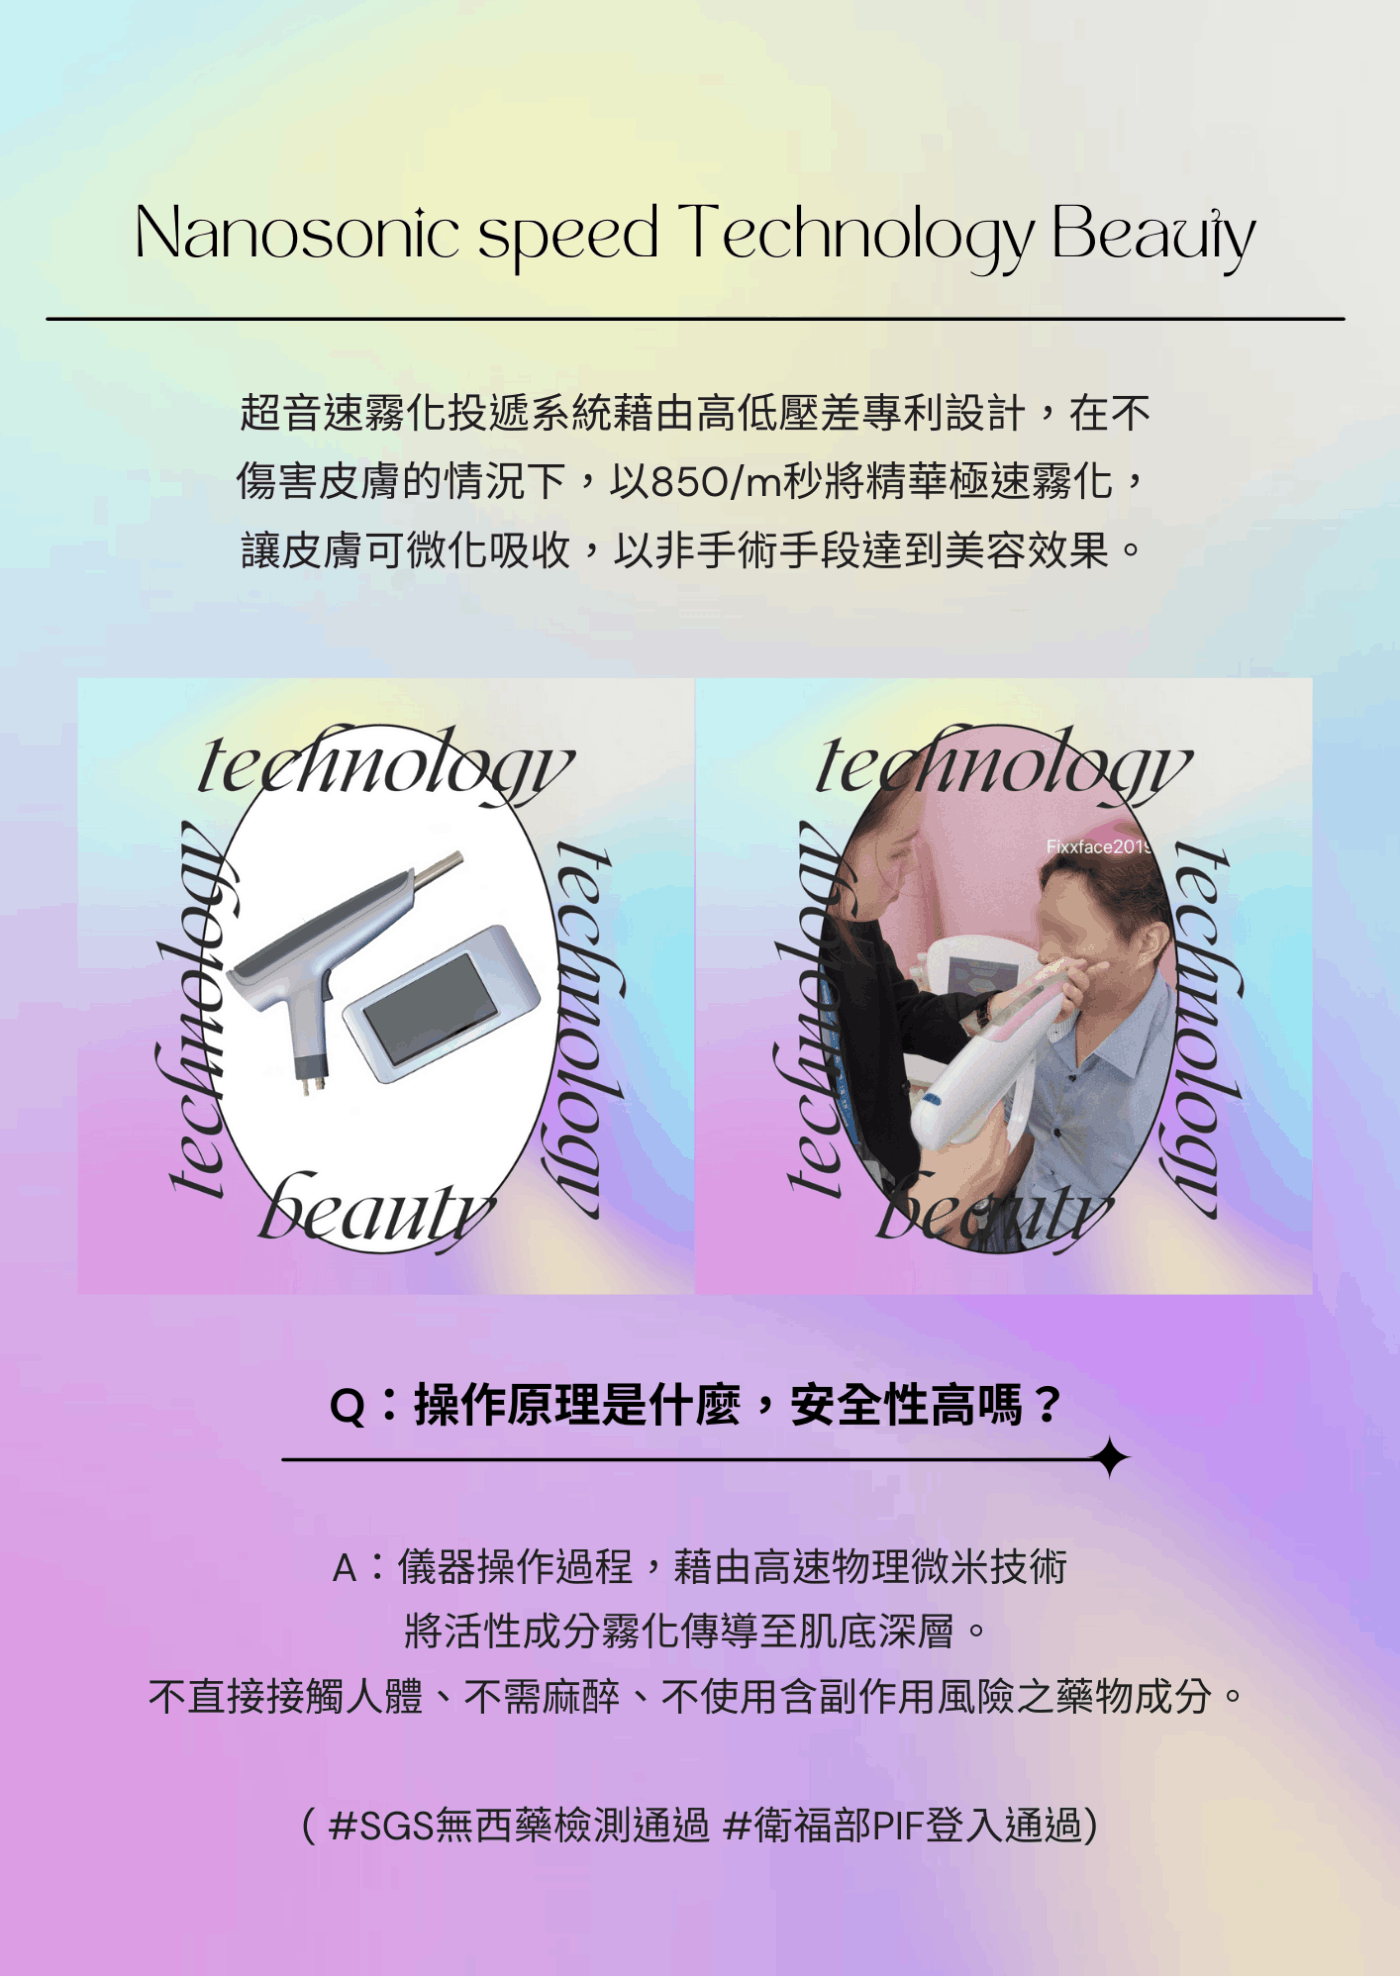 Nanosonic speed Technology Beauty
超音速霧化投遞系統藉由高低壓差專利設計，在不
傷害皮膚的情況下，以850/m秒將精華極速霧化，
讓皮膚可微化吸收，以非手術手段達到美容效果。
technology
technology
technology
beauty
technology
Fixxface2019
technology
technology
beauty
Q：操作原理是什麼，安全性高嗎？
A：儀器操作過程，藉由高速物理微米技術
將活性成分霧化傳導至肌底深層。
不直接接觸人體、不需麻醉、不使用含副作用風險之藥物成分。
( #SGS無西藥檢測通過 #衛福部PIF登入通過)